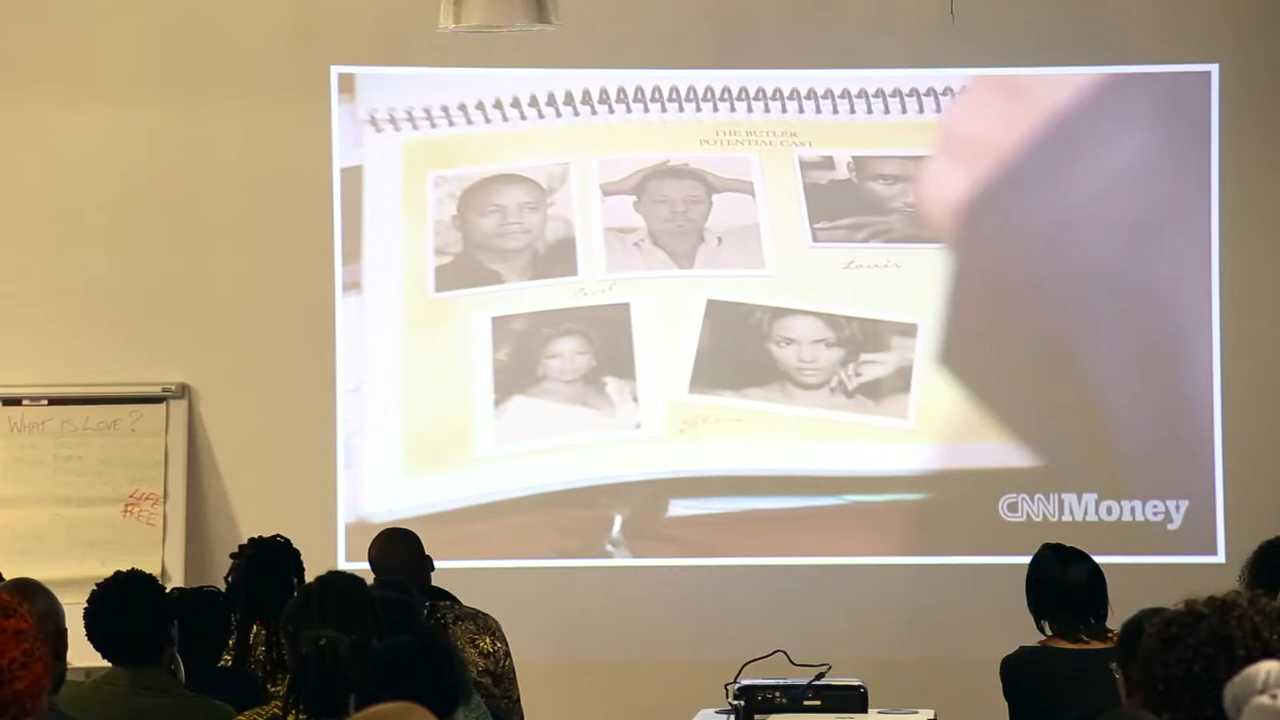 THE BUTLER
POTENTIAL CAST
Louis
WHAT IS LOVE?
LIFE
FREE
CNNMoney